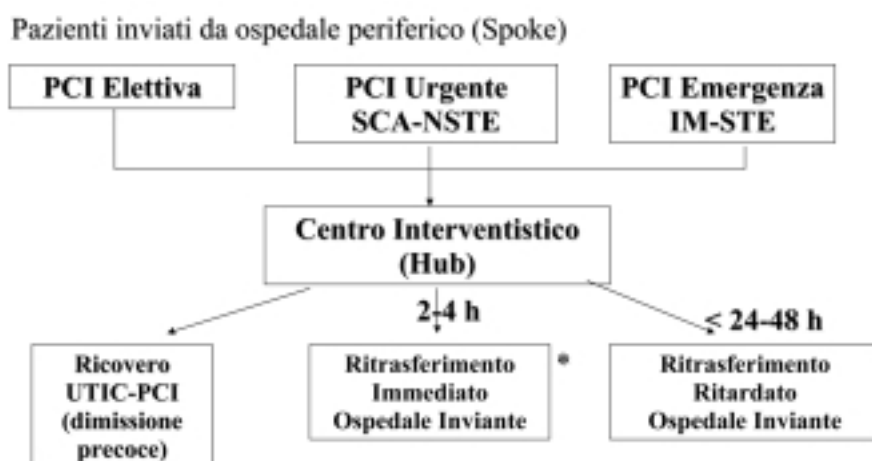 Pazienti inviati da ospedale periferico (Spoke)
PCI Elettiva
PCI Urgente
SCA-NSTE
PCI Emergenza
IM-STE
Centro Interventistico
(Hub)
2-4 h
< 24-48 h
Ricovero
UTIC-PCI
(dimissione
precoce)
Ritrasferimento
Immediato
Ospedale Inviante
*
Ritrasferimento
Ritardato
Ospedale Inviante